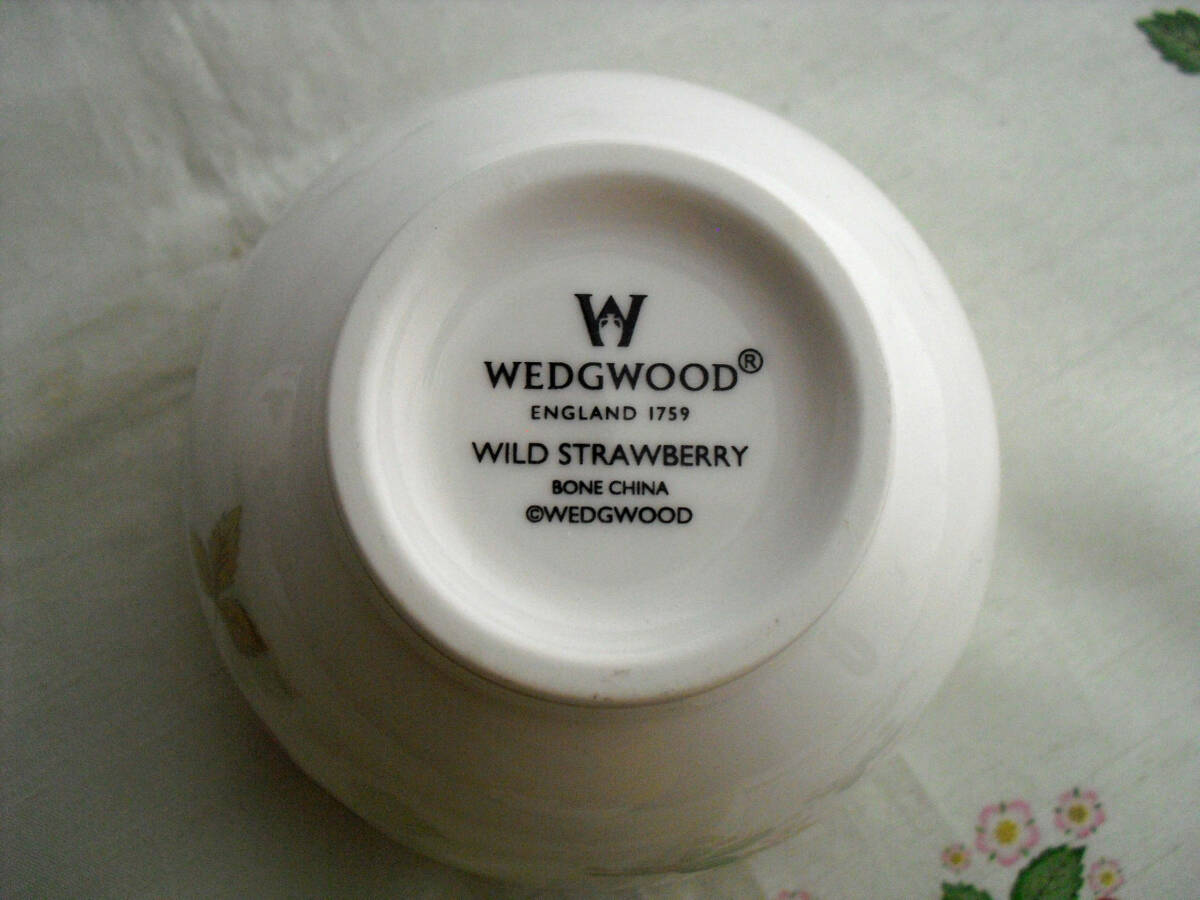 W
WEDGWOOD®
ENGLAND 1759
WILD STRAWBERRY
BONE CHINA
©WEDGWOOD